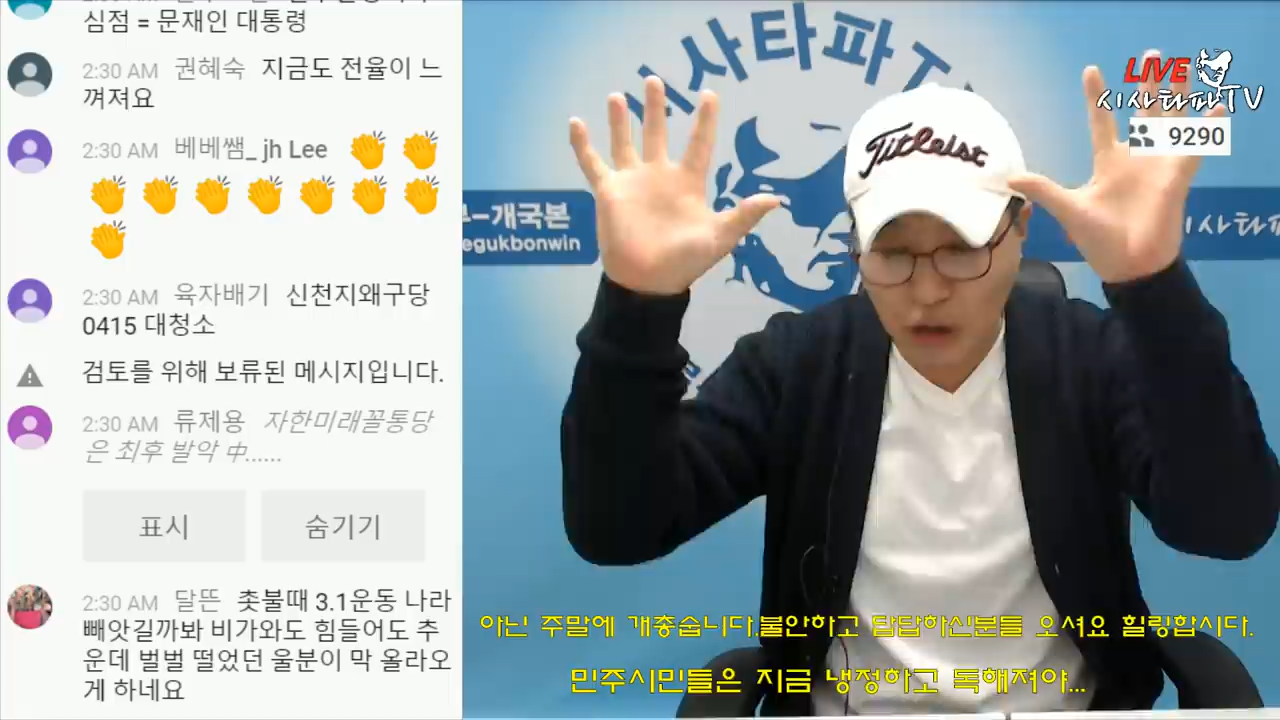 심점 = 문재인 대통령
2:30 AM 권혜숙 지금도 전율이 느
껴져요
2:30 AM 베베쌤_ jh Lee 👏 👏
👏 👏 👏 👏 👏 👏 👏
👏
2:30 AM 육자배기 신천지왜구당
0415 대청소
검토를 위해 보류된 메시지입니다.
2:30 AM 류제용 자한미래꼴통당
은 최후 발악 中......
표시 숨기기
2:30 AM 달뜬 촛불때 3.1운동 나라
빼앗길까봐 비가와도 힘들어도 추
운데 벌벌 떨었던 울분이 막 올라오
게 하네요
시사타파TV
-개국본
egukbonwin
시사타파
LIVE
시사타파TV
9290
Titleist
아닌 주말에 개총습니다.불안하고 답답하신분들 오셔요 힐링합시다.
민주시민들은 지금 냉정하고 독해져야...